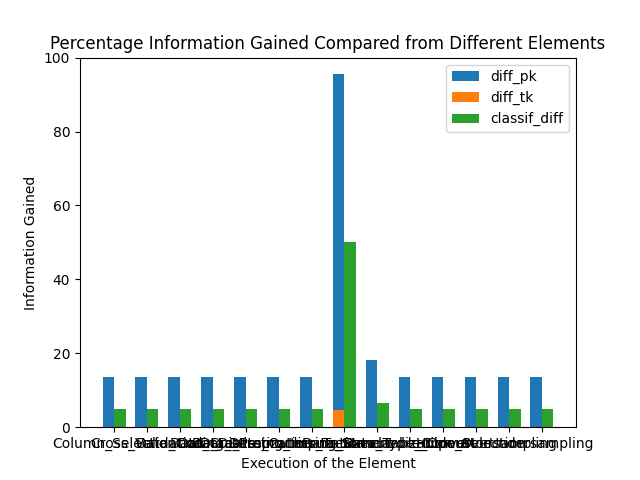 Percentage Information Gained Compared from Different Elements
100
80
60
40
20
0
Information Gained
diff_pk
diff_tk
classif_diff
Execution of the Element